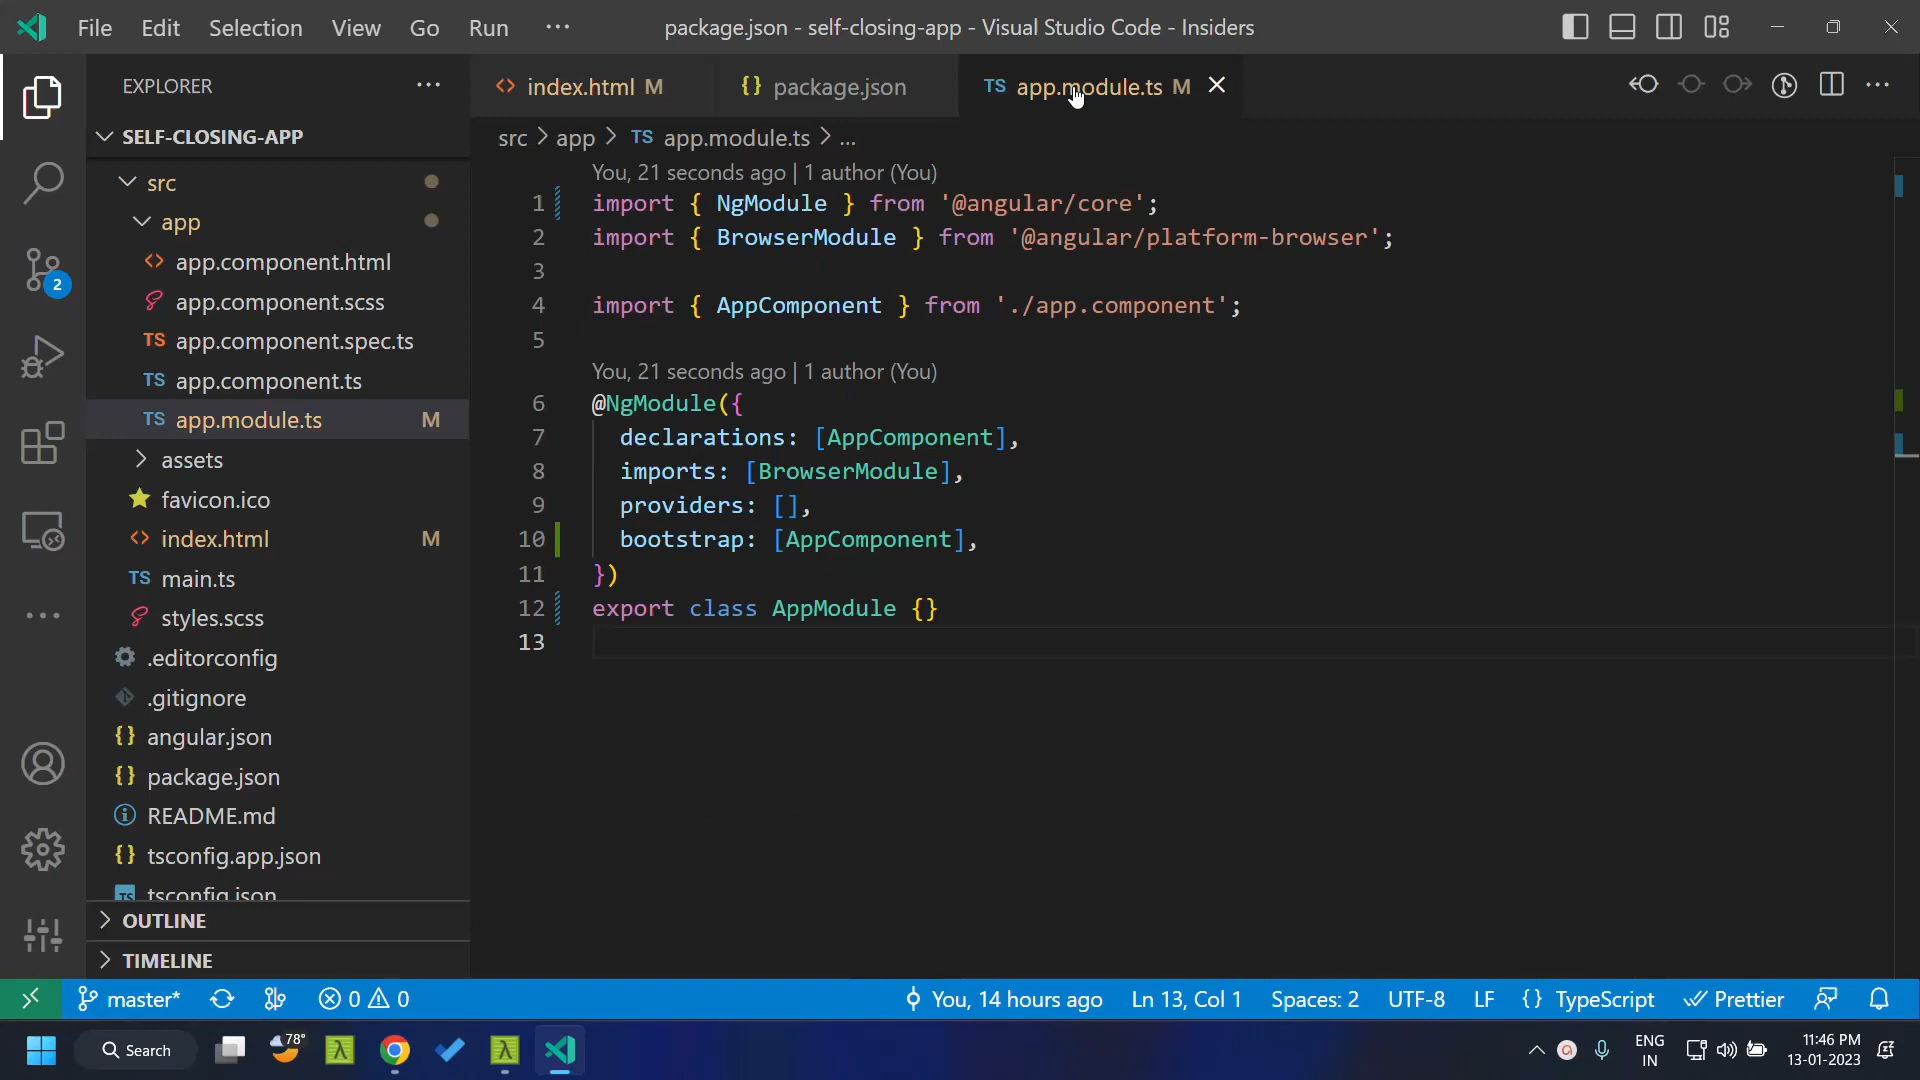 File Edit Selection View Go Run ···
package.json - self-closing-app - Visual Studio Code - Insiders
EXPLORER ···
SELF-CLOSING-APP
src
app
<> app.component.html
app.component.scss
TS app.component.spec.ts
TS app.component.ts
TS app.module.ts M
assets
favicon.ico
<> index.html M
TS main.ts
styles.scss
.editorconfig
.gitignore
{} angular.json
{} package.json
README.md
{} tsconfig.app.json
TS tsconfig.json
OUTLINE
TIMELINE
2
<> index.html M
{} package.json
TS app.module.ts M
src > app > TS app.module.ts > ...
You, 21 seconds ago | 1 author (You)
1 import { NgModule } from '@angular/core';
2 import { BrowserModule } from '@angular/platform-browser';
3
4 import { AppComponent } from './app.component';
5
You, 21 seconds ago | 1 author (You)
6 @NgModule({
7 declarations: [AppComponent],
8 imports: [BrowserModule],
9 providers: [],
10 bootstrap: [AppComponent],
11 })
12 export class AppModule {}
13
master* 0 0 You, 14 hours ago Ln 13, Col 1 Spaces: 2 UTF-8 LF {} TypeScript Prettier
Search
78°
λ
λ
a
ENG
IN
11:46 PM
13-01-2023